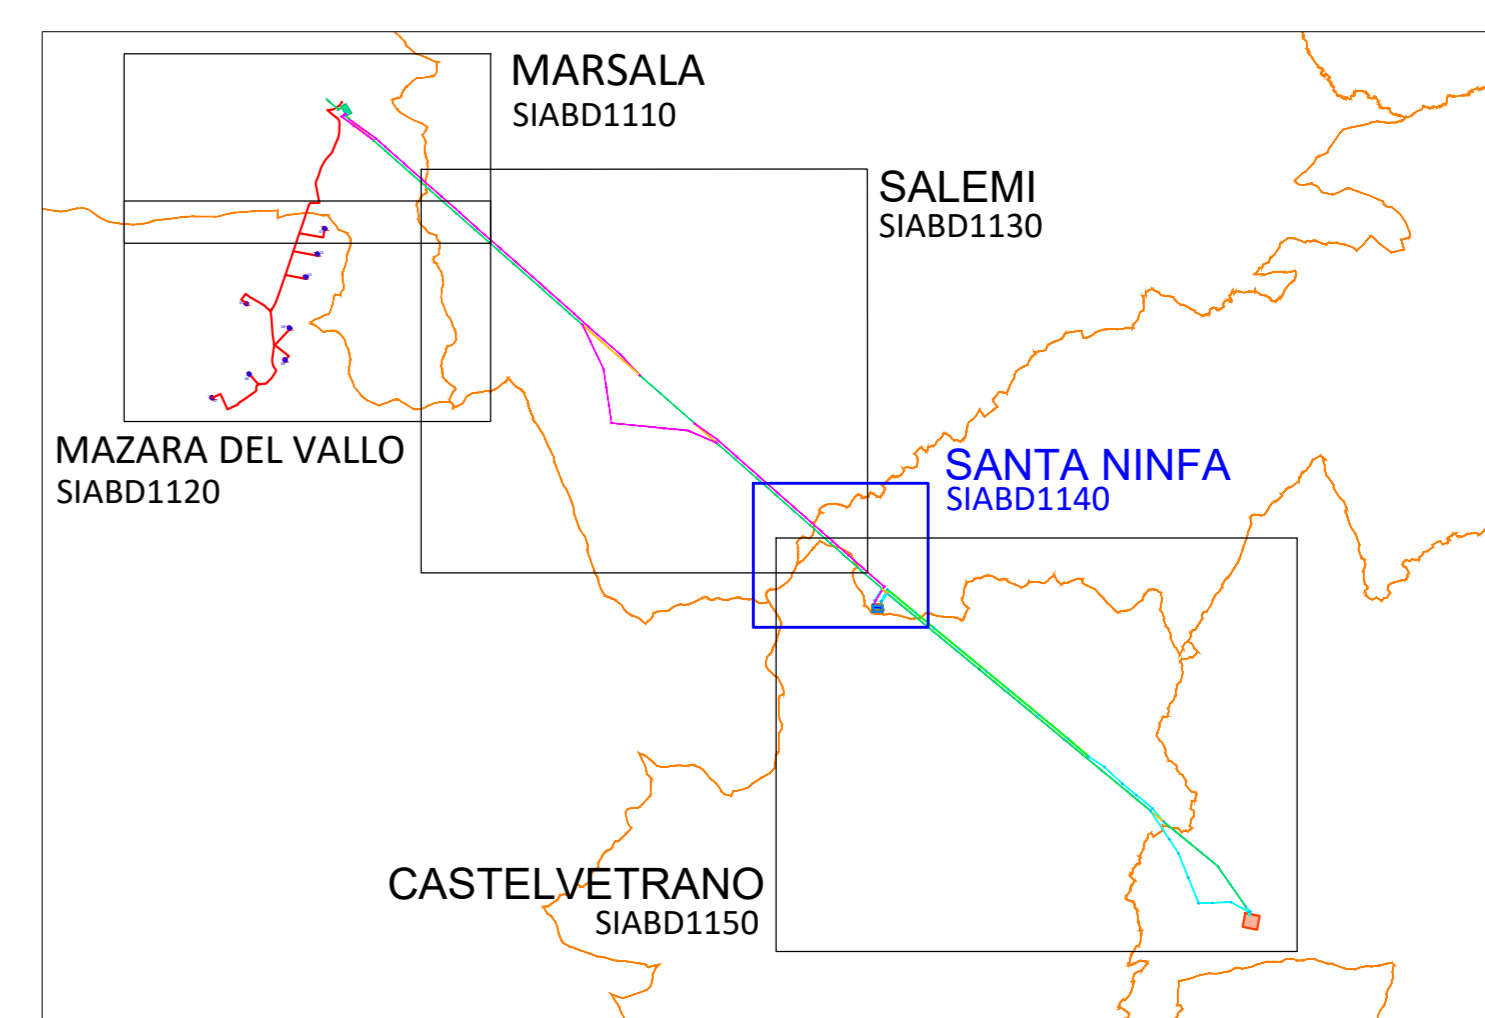 MARSALA
SIABD1110
SALEMI
SIABD1130
MAZARA DEL VALLO
SIABD1120
SANTA NINFA
SIABD1140
CASTELVETRANO
SIABD1150